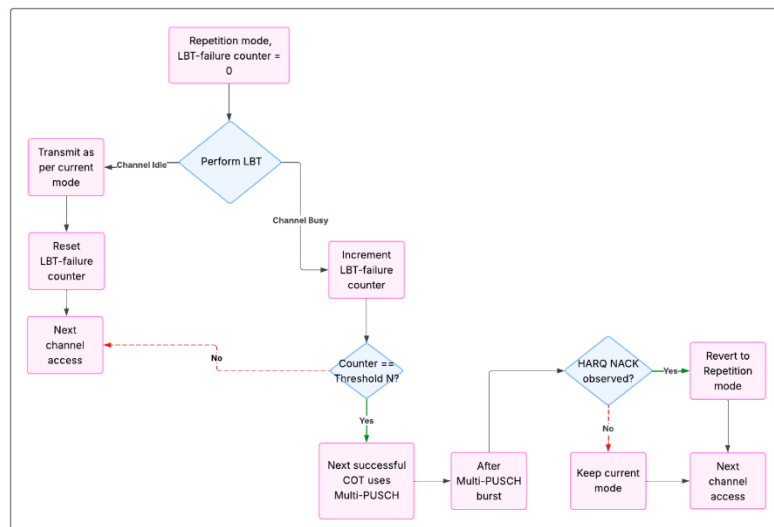 Repetition mode,
LBT-failure counter =
0
Perform LBT
Channel Idle
Transmit as
per current
mode
Reset
LBT-failure
counter
Next
channel
access
Channel Busy
Increment
LBT-failure
counter
Counter ==
Threshold N?
No
Yes
Next successful
COT uses
Multi-PUSCH
After
Multi-PUSCH
burst
HARQ NACK
observed?
Yes
Revert to
Repetition
mode
No
Keep current
mode
Next
channel
access